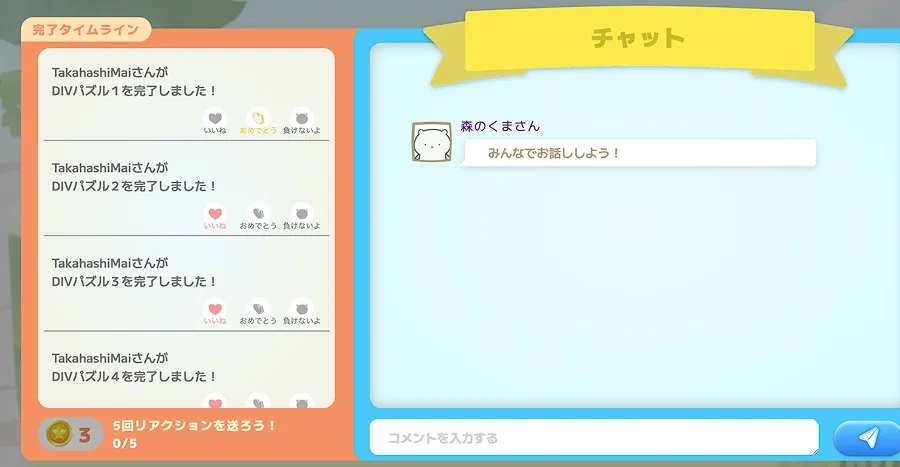 完了タイムライン
TakahashiMaiさんが
DIVパズル１を完了しました！
いいね おめでとう 負けないよ
TakahashiMaiさんが
DIVパズル２を完了しました！
いいね おめでとう 負けないよ
TakahashiMaiさんが
DIVパズル３を完了しました！
いいね おめでとう 負けないよ
TakahashiMaiさんが
DIVパズル４を完了しました！
3
5回リアクションを送ろう！
0/5
チャット
森のくまさん
みんなでお話ししよう！
コメントを入力する